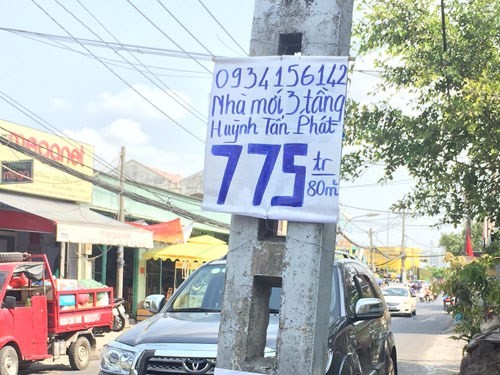 0934156142
Nhà mới, 3 tầng
Huỳnh Tấn Phát
775 tr/80m²